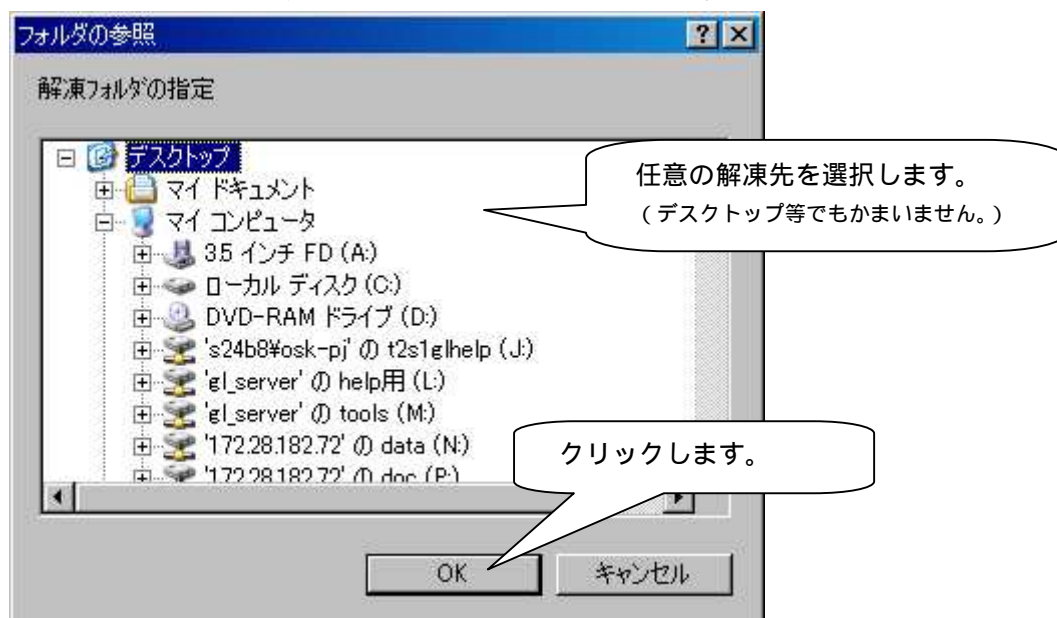 フォルダの参照
解凍フォルダの指定
デスクトップ
マイ ドキュメント
マイ コンピュータ
3.5 インチ FD (A:)
ローカル ディスク (C:)
DVD-RAM ドライブ (D:)
's24b8¥osk-pj' の t2s1glhelp (J:)
'gl_server' の help用 (L:)
'gl_server' の tools (M:)
'172.28.182.72' の data (N:)
'172.28.182.72' の doc (P:)
任意の解凍先を選択します。
(デスクトップ等でもかまいません。)
クリックします。
OK
キャンセル